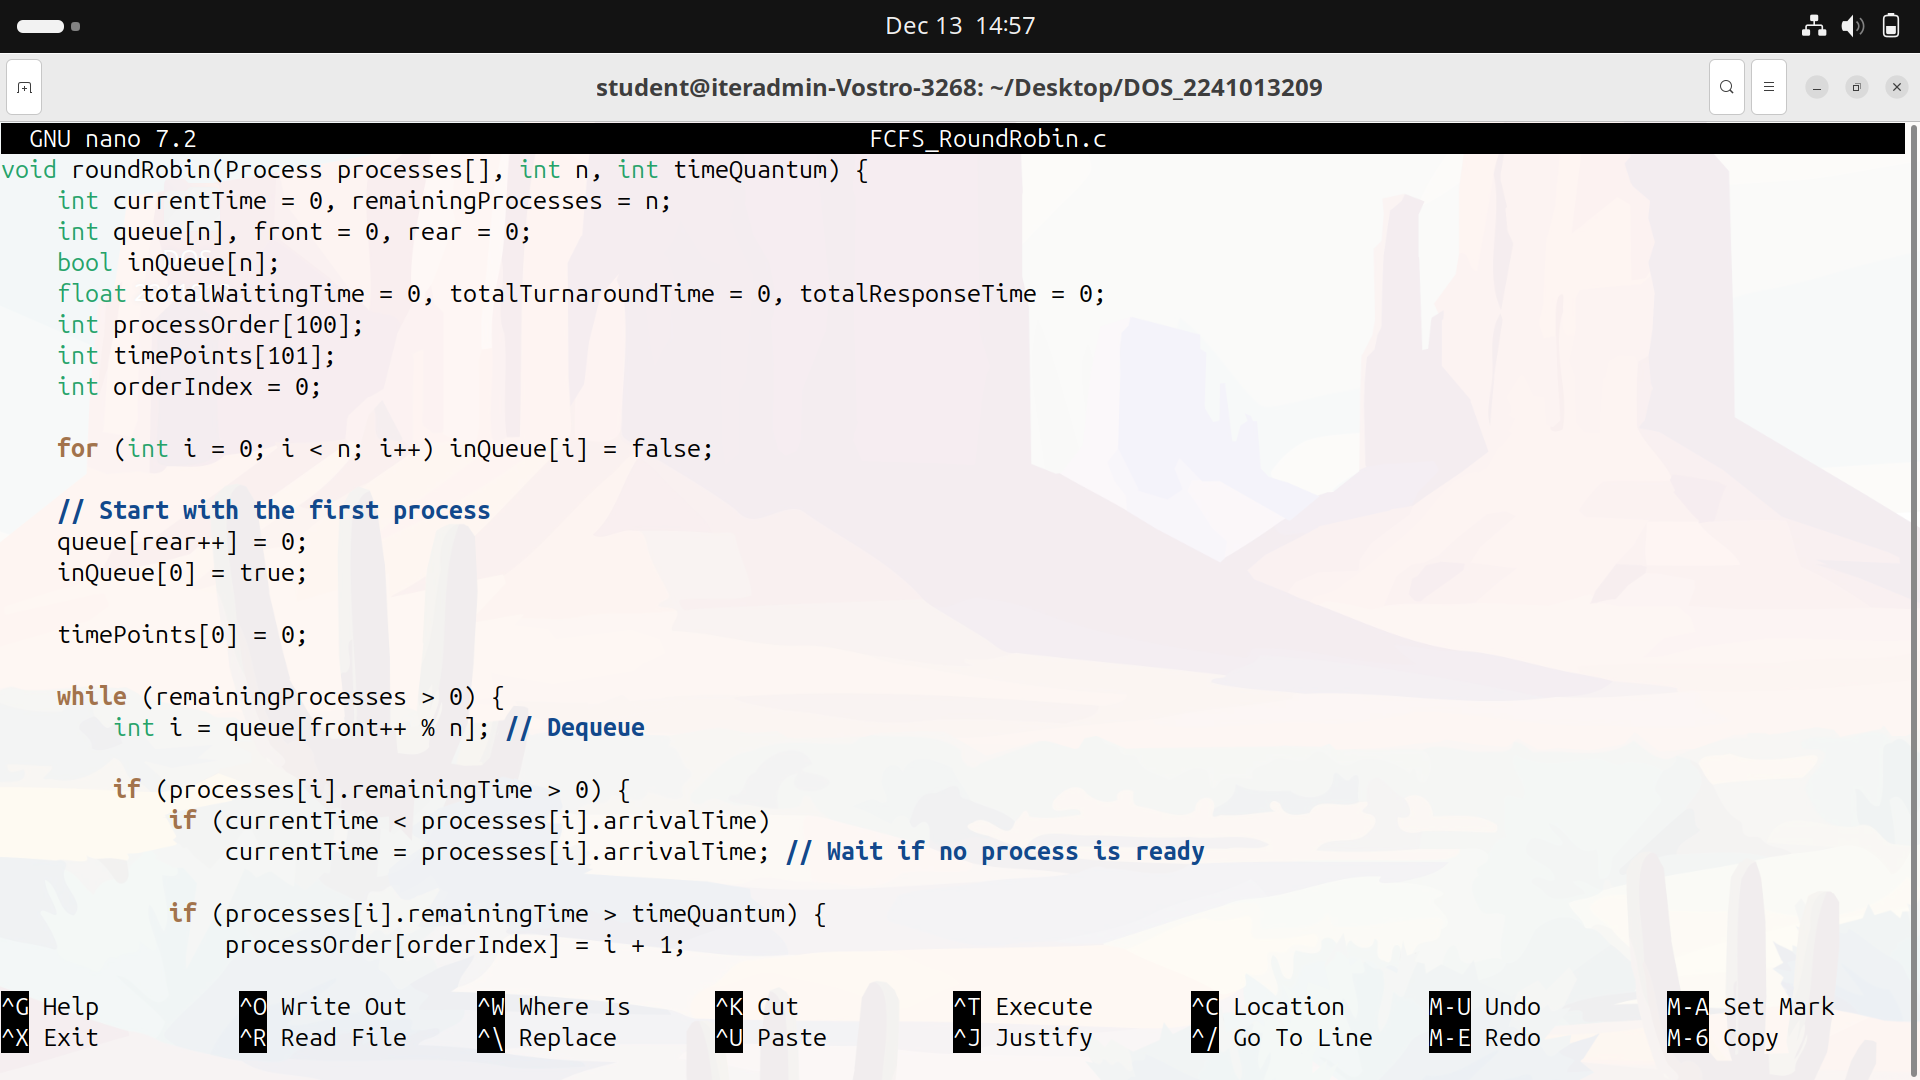 Dec 13 14:57
student@iteradmin-Vostro-3268: ~/Desktop/DOS_2241013209
GNU nano 7.2 FCFS_RoundRobin.c
void roundRobin(Process processes[], int n, int timeQuantum) {
    int currentTime = 0, remainingProcesses = n;
    int queue[n], front = 0, rear = 0;
    bool inQueue[n];
    float totalWaitingTime = 0, totalTurnaroundTime = 0, totalResponseTime = 0;
    int processOrder[100];
    int timePoints[101];
    int orderIndex = 0;

    for (int i = 0; i < n; i++) inQueue[i] = false;

    // Start with the first process
    queue[rear++] = 0;
    inQueue[0] = true;

    timePoints[0] = 0;

    while (remainingProcesses > 0) {
        int i = queue[front++ % n]; // Dequeue

        if (processes[i].remainingTime > 0) {
            if (currentTime < processes[i].arrivalTime)
                currentTime = processes[i].arrivalTime; // Wait if no process is ready

            if (processes[i].remainingTime > timeQuantum) {
                processOrder[orderIndex] = i + 1;

^G Help ^O Write Out ^W Where Is ^K Cut ^T Execute ^C Location M-U Undo M-A Set Mark
^X Exit ^R Read File ^\ Replace ^U Paste ^J Justify ^/ Go To Line M-E Redo M-6 Copy